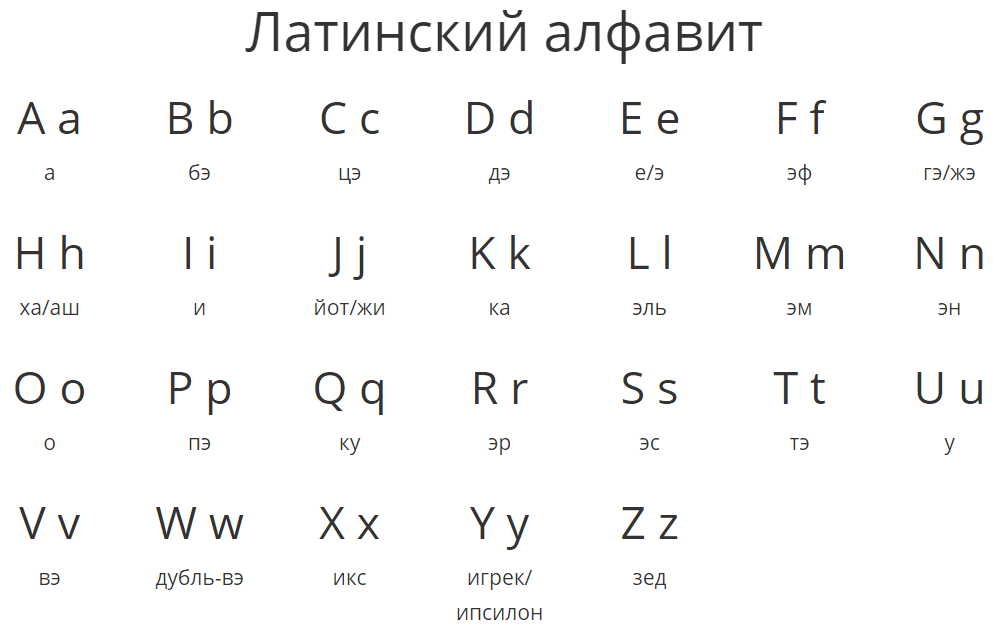 Латинский алфавит
A a B b C c D d E e F f G g
а бэ цэ дэ е/э эф гэ/жэ
H h I i J j K k L l M m N n
ха/аш и йот/жи ка эль эм эн
O o P p Q q R r S s T t U u
о пэ ку эр эс тэ у
V v W w X x Y y Z z
вэ дубль-вэ икс игрек/ зед
ипсилон